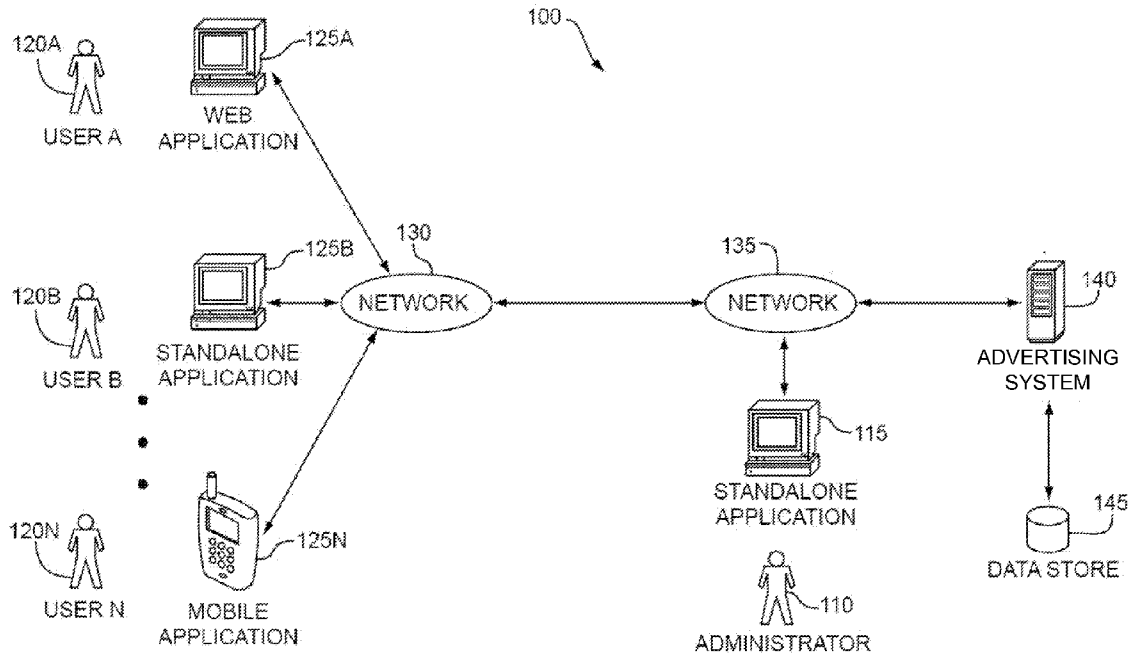 100
120A
125A
USER A
WEB
APPLICATION
130
135
125B
120B
NETWORK
NETWORK
140
USER B
STANDALONE
APPLICATION
ADVERTISING
SYSTEM
115
STANDALONE
APPLICATION
120N
125N
145
DATA STORE
USER N
MOBILE
APPLICATION
110
ADMINISTRATOR